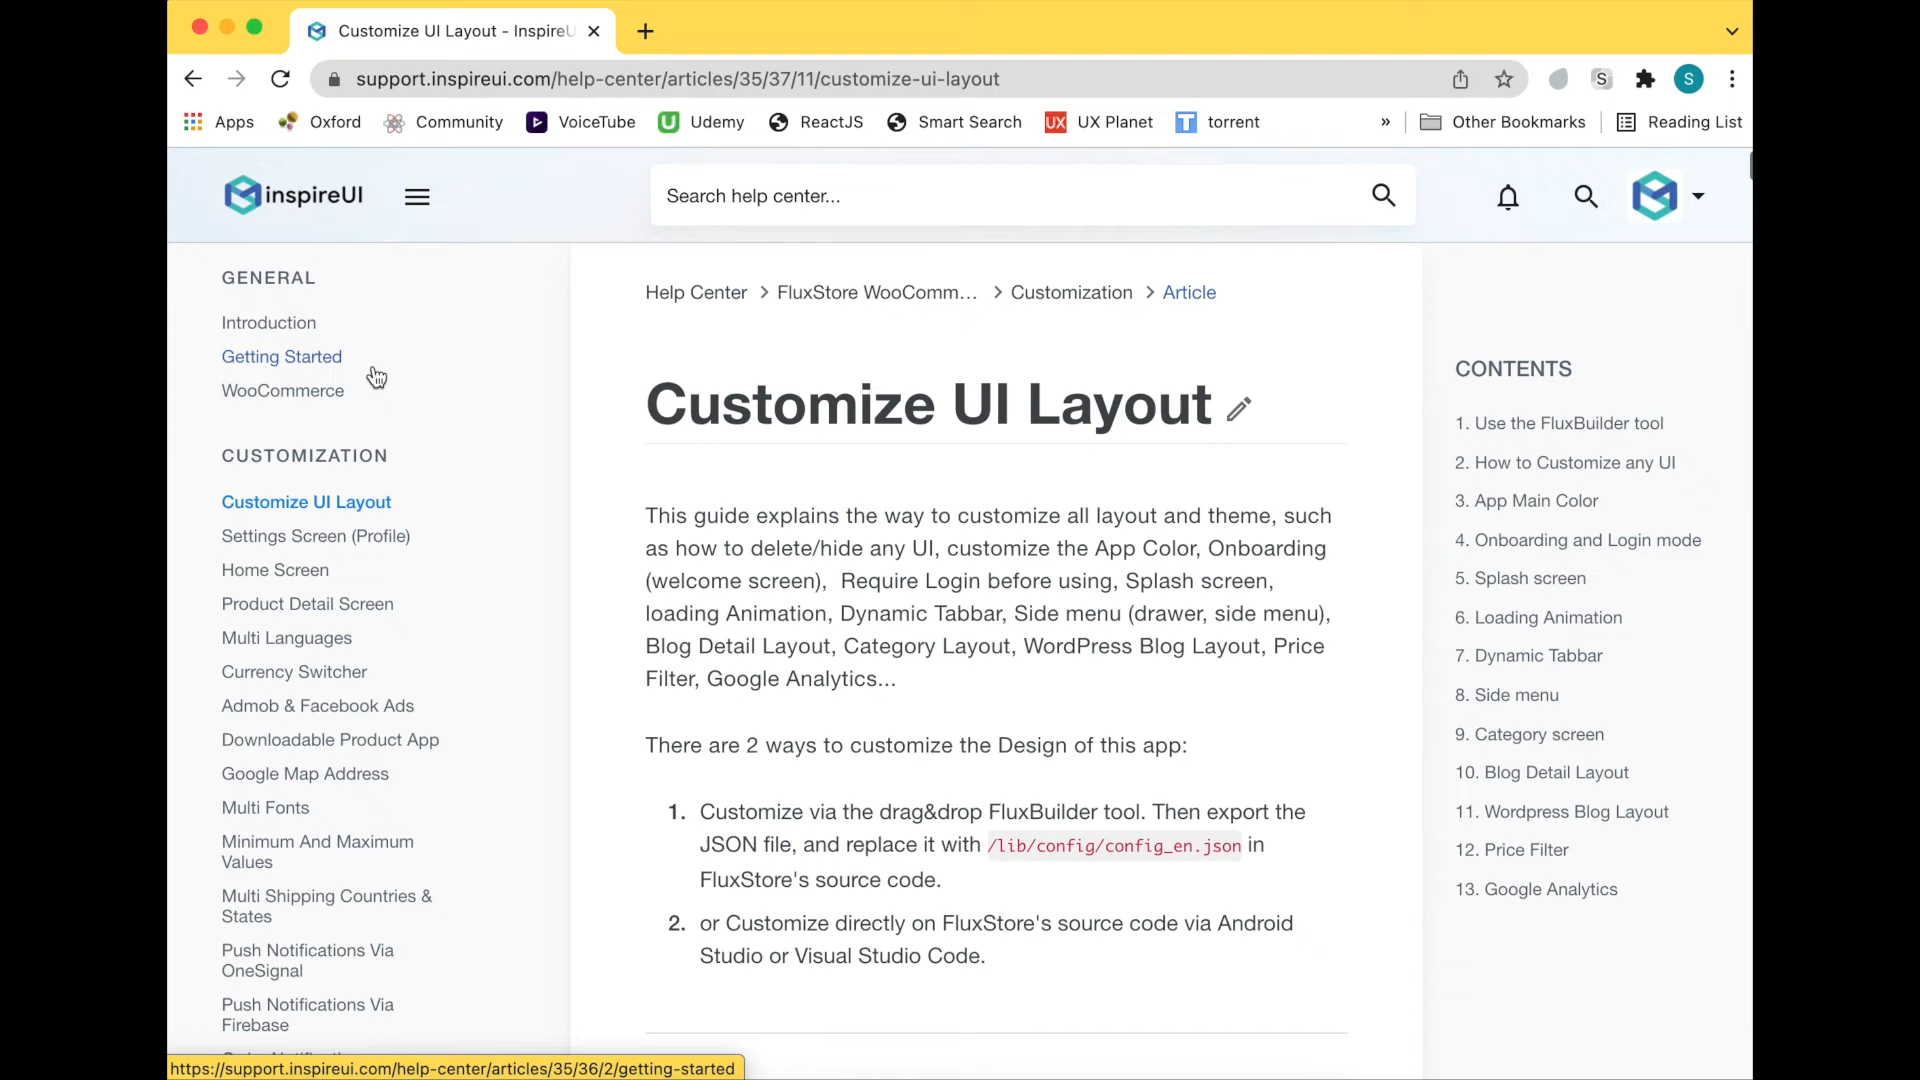 Customize UI Layout - InspireU
support.inspireui.com/help-center/articles/35/37/11/customize-ui-layout
S
S
Apps
Oxford
Community
VoiceTube
Udemy
ReactJS
Smart Search
UX
UX Planet
T
torrent
»
Other Bookmarks
Reading List
inspireUI
Search help center...
GENERAL
Introduction
Getting Started
WooCommerce
CUSTOMIZATION
Customize UI Layout
Settings Screen (Profile)
Home Screen
Product Detail Screen
Multi Languages
Currency Switcher
Admob & Facebook Ads
Downloadable Product App
Google Map Address
Multi Fonts
Minimum And Maximum
Values
Multi Shipping Countries &
States
Push Notifications Via
OneSignal
Push Notifications Via
Firebase
Help Center > FluxStore WooComm... > Customization > Article
Customize UI Layout
This guide explains the way to customize all layout and theme, such
as how to delete/hide any UI, customize the App Color, Onboarding
(welcome screen), Require Login before using, Splash screen,
loading Animation, Dynamic Tabbar, Side menu (drawer, side menu),
Blog Detail Layout, Category Layout, WordPress Blog Layout, Price
Filter, Google Analytics...
There are 2 ways to customize the Design of this app:
1. Customize via the drag&drop FluxBuilder tool. Then export the
JSON file, and replace it with /lib/config/config_en.json in
FluxStore's source code.
2. or Customize directly on FluxStore's source code via Android
Studio or Visual Studio Code.
CONTENTS
1. Use the FluxBuilder tool
2. How to Customize any UI
3. App Main Color
4. Onboarding and Login mode
5. Splash screen
6. Loading Animation
7. Dynamic Tabbar
8. Side menu
9. Category screen
10. Blog Detail Layout
11. Wordpress Blog Layout
12. Price Filter
13. Google Analytics
https://support.inspireui.com/help-center/articles/35/36/2/getting-started